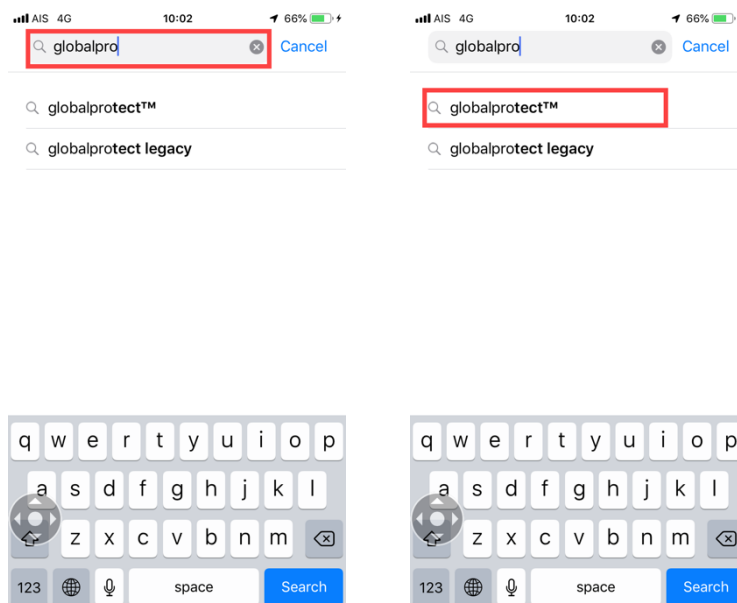 AIS 4G 10:02 66%
globalpro Cancel
globalprotect™
globalprotect legacy
q w e r t y u i o p
a s d f g h j k l
z x c v b n m
123 space Search
AIS 4G 10:02 66%
globalpro Cancel
globalprotect™
globalprotect legacy
q w e r t y u i o p
a s d f g h j k l
z x c v b n m
123 space Search